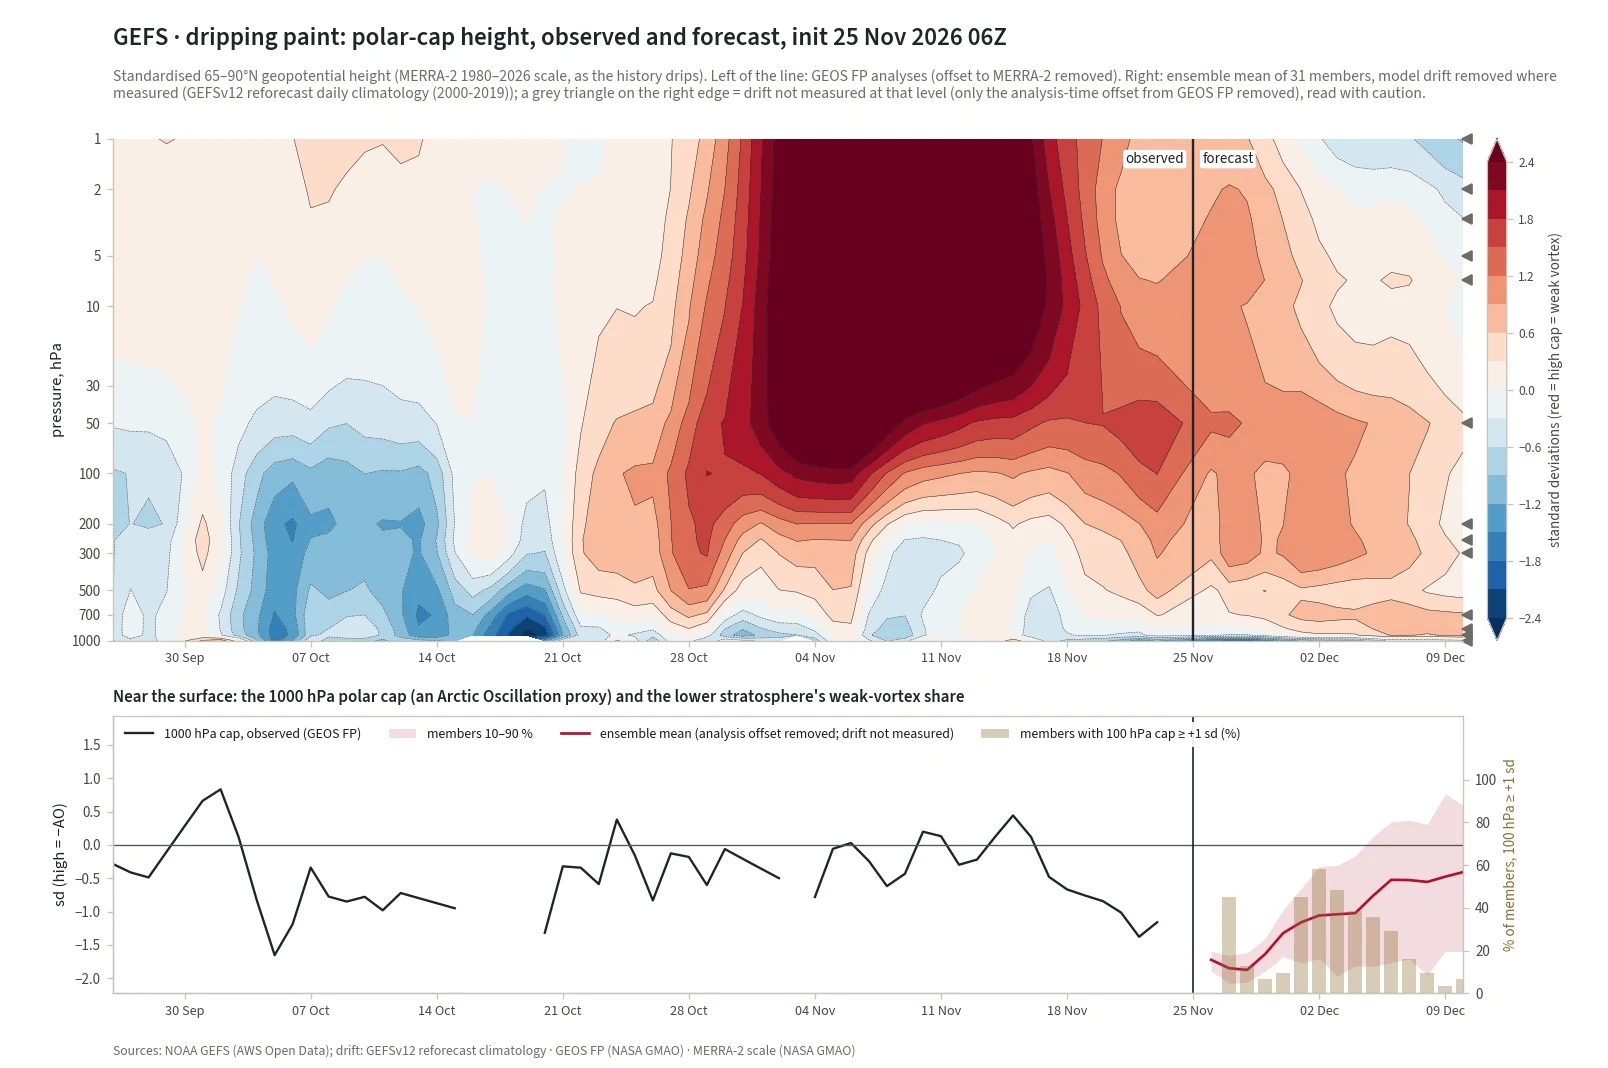 GEFS · dripping paint: polar-cap height, observed and forecast, init 25 Nov 2026 06Z
Standardised 65–90°N geopotential height (MERRA-2 1980–2026 scale, as the history drips). Left of the line: GEOS FP analyses (offset to MERRA-2 removed). Right: ensemble mean of 31 members, model drift removed where
measured (GEFSv12 reforecast daily climatology (2000-2019)); a grey triangle on the right edge = drift not measured at that level (only the analysis-time offset from GEOS FP removed), read with caution.
observed
forecast
pressure, hPa
1
2
5
10
30
50
100
200
300
500
700
1000
30 Sep
07 Oct
14 Oct
21 Oct
28 Oct
04 Nov
11 Nov
18 Nov
25 Nov
02 Dec
09 Dec
2.4
1.8
1.2
0.6
0.0
−0.6
−1.2
−1.8
−2.4
standard deviations (red = high cap = weak vortex)
Near the surface: the 1000 hPa polar cap (an Arctic Oscillation proxy) and the lower stratosphere's weak-vortex share
1000 hPa cap, observed (GEOS FP)
members 10–90 %
ensemble mean (analysis offset removed; drift not measured)
members with 100 hPa cap ≥ +1 sd (%)
sd (high = −AO)
1.5
1.0
0.5
0.0
−0.5
−1.0
−1.5
−2.0
100
80
60
40
20
0
% of members, 100 hPa ≥ +1 sd
30 Sep
07 Oct
14 Oct
21 Oct
28 Oct
04 Nov
11 Nov
18 Nov
25 Nov
02 Dec
09 Dec
Sources: NOAA GEFS (AWS Open Data); drift: GEFSv12 reforecast climatology · GEOS FP (NASA GMAO) · MERRA-2 scale (NASA GMAO)